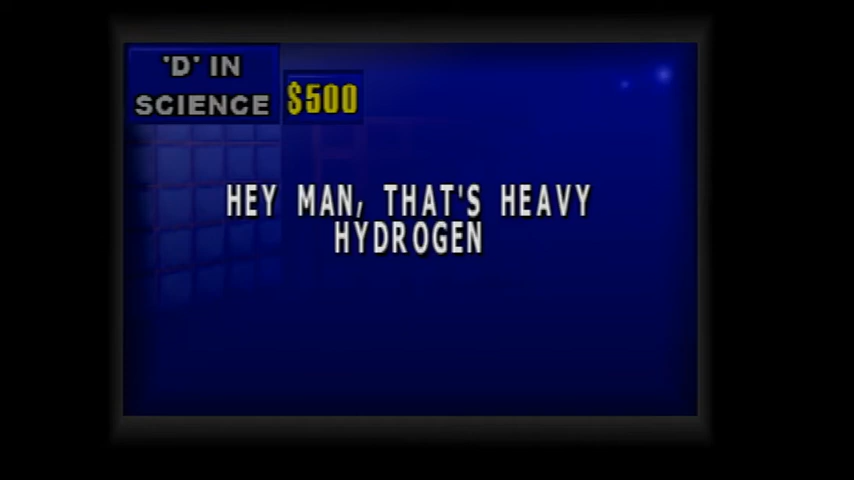 'D' IN
SCIENCE
$500
HEY MAN, THAT'S HEAVY
HYDROGEN